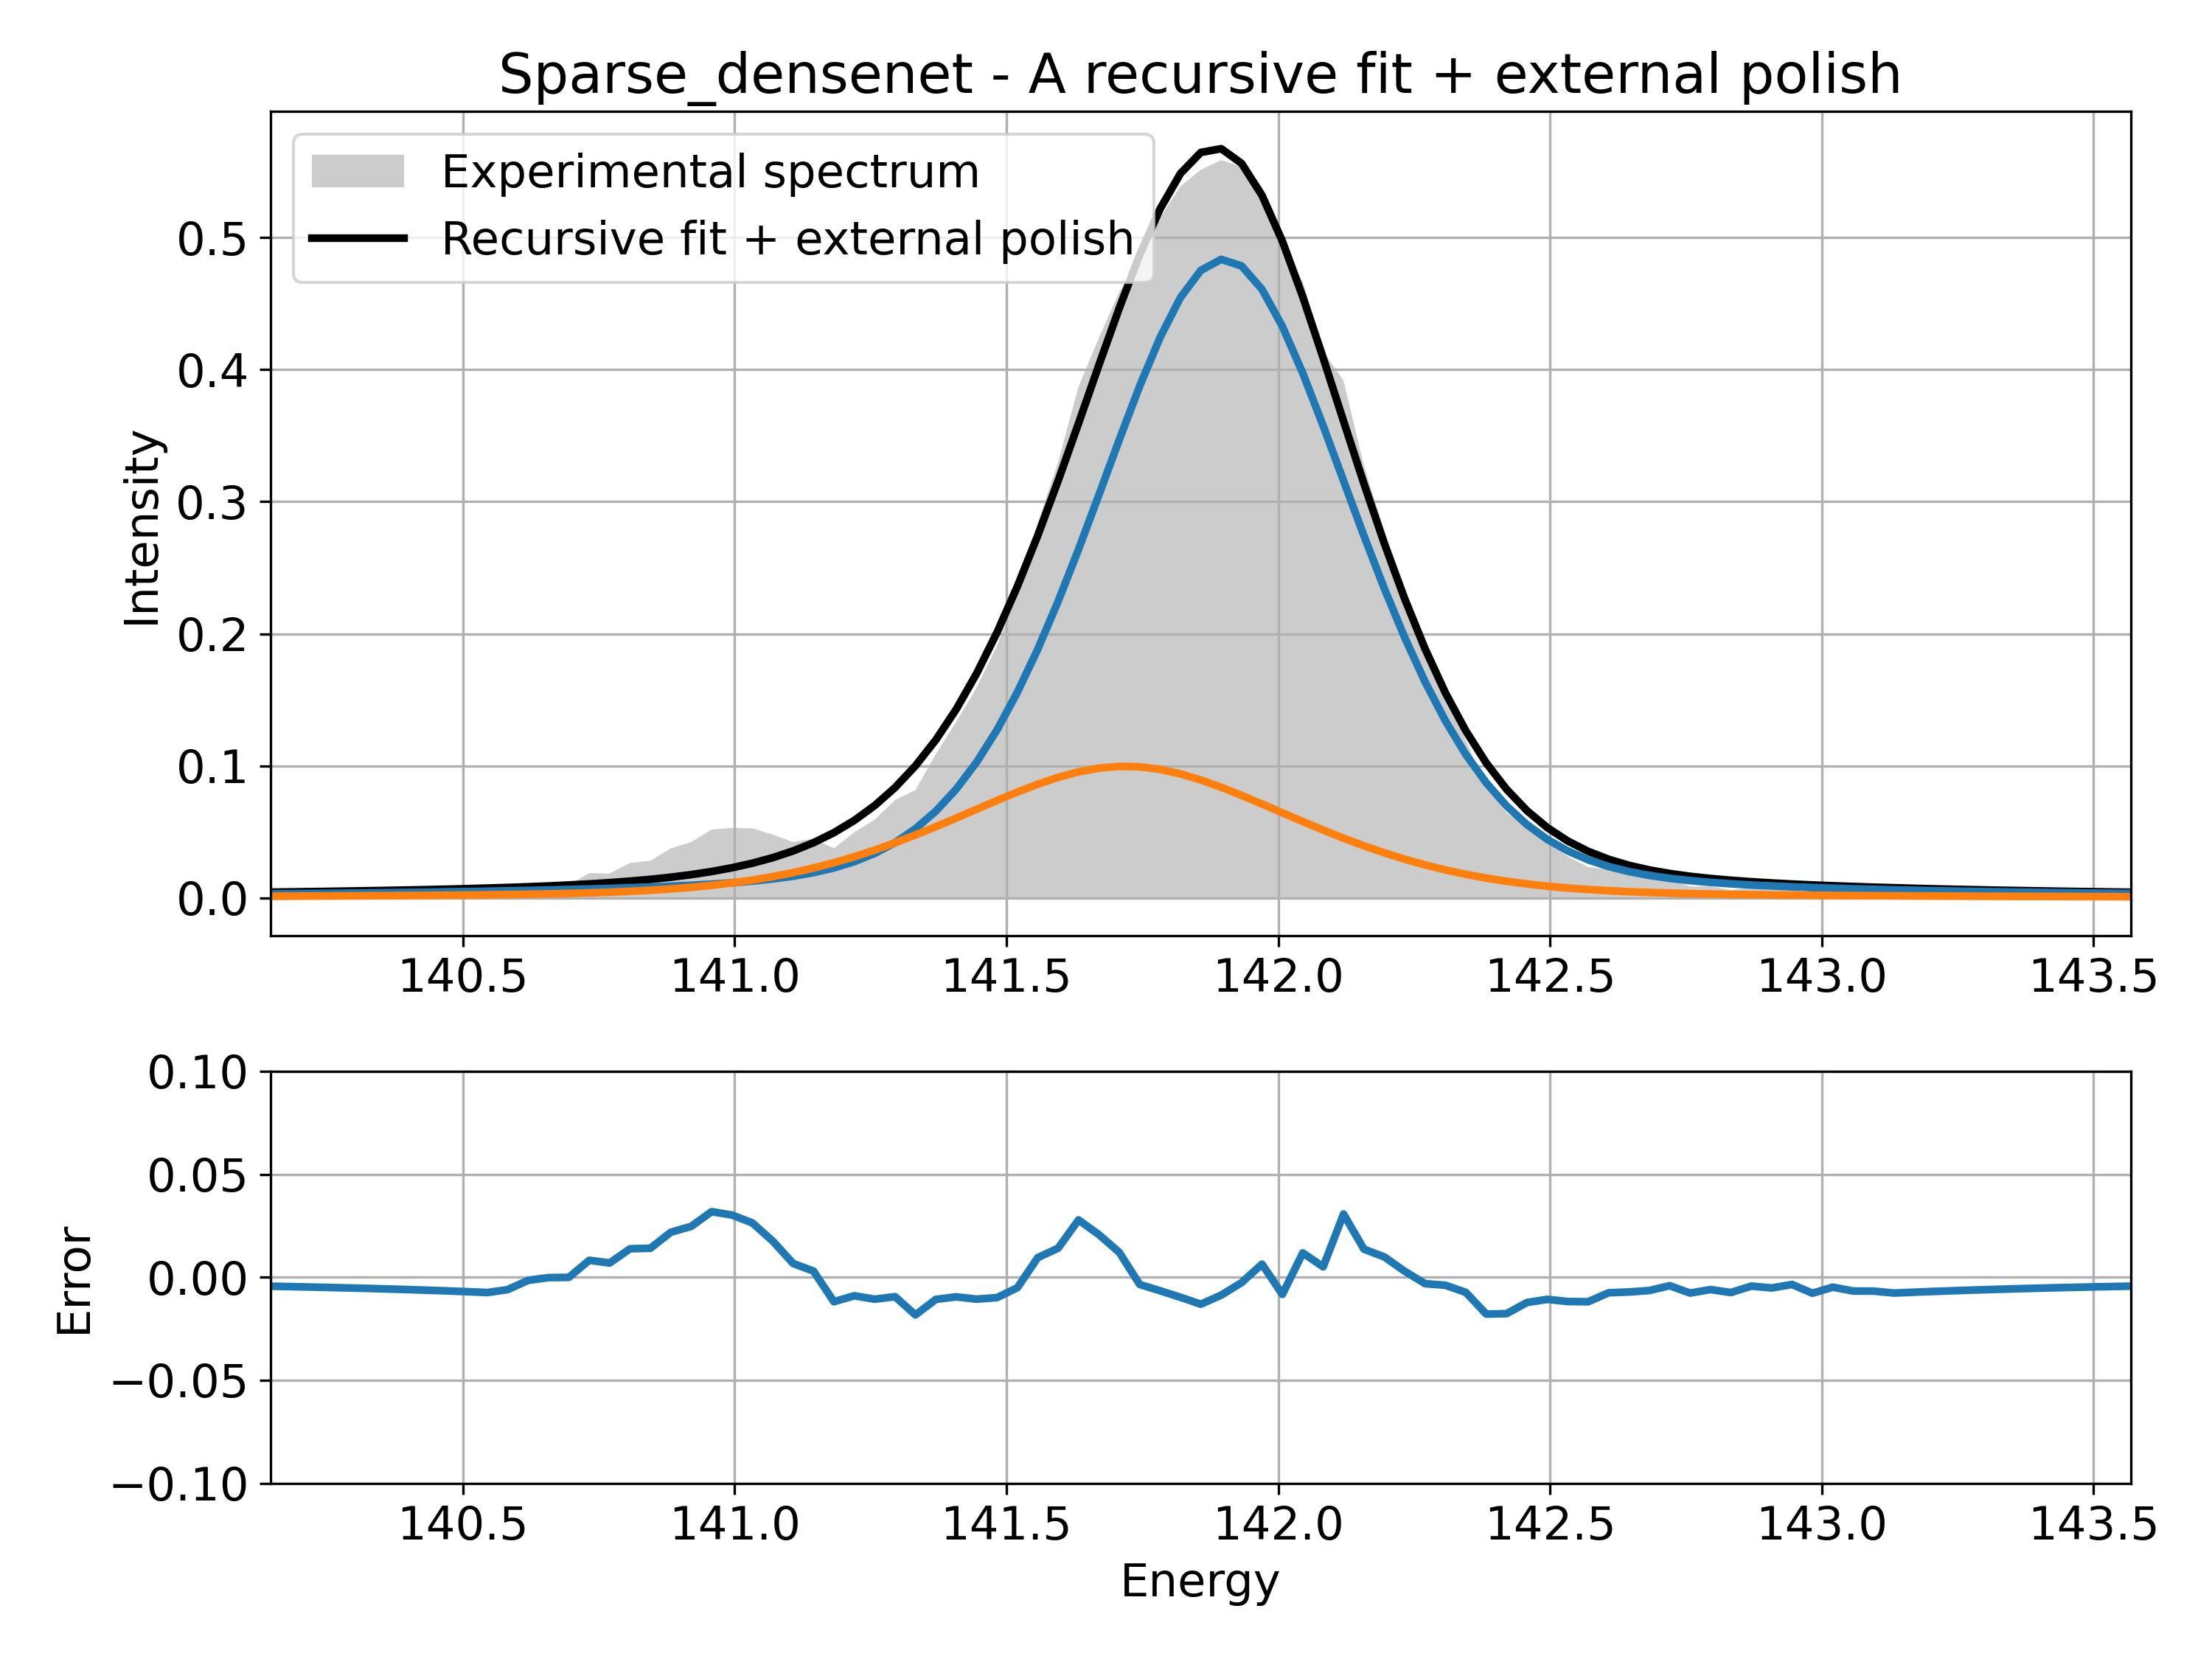 Sparse_densenet - A recursive fit + external polish
Experimental spectrum
Recursive fit + external polish
Intensity
0.5
0.4
0.3
0.2
0.1
0.0
140.5 141.0 141.5 142.0 142.5 143.0 143.5
Error
0.10
0.05
0.00
−0.05
−0.10
140.5 141.0 141.5 142.0 142.5 143.0 143.5
Energy